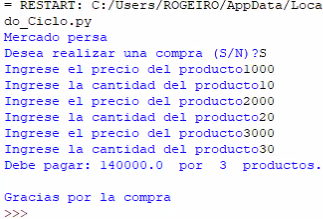 = RESTART: C:/Users/ROGEIRO/AppData/Loca
do_Ciclo.py
Mercado persa
Desea realizar una compra (S/N)?S
Ingrese el precio del producto1000
Ingrese la cantidad del producto10
Ingrese el precio del producto2000
Ingrese la cantidad del producto20
Ingrese el precio del producto3000
Ingrese la cantidad del producto30
Debe pagar: 140000.0  por  3  productos.
Gracias por la compra
>>>